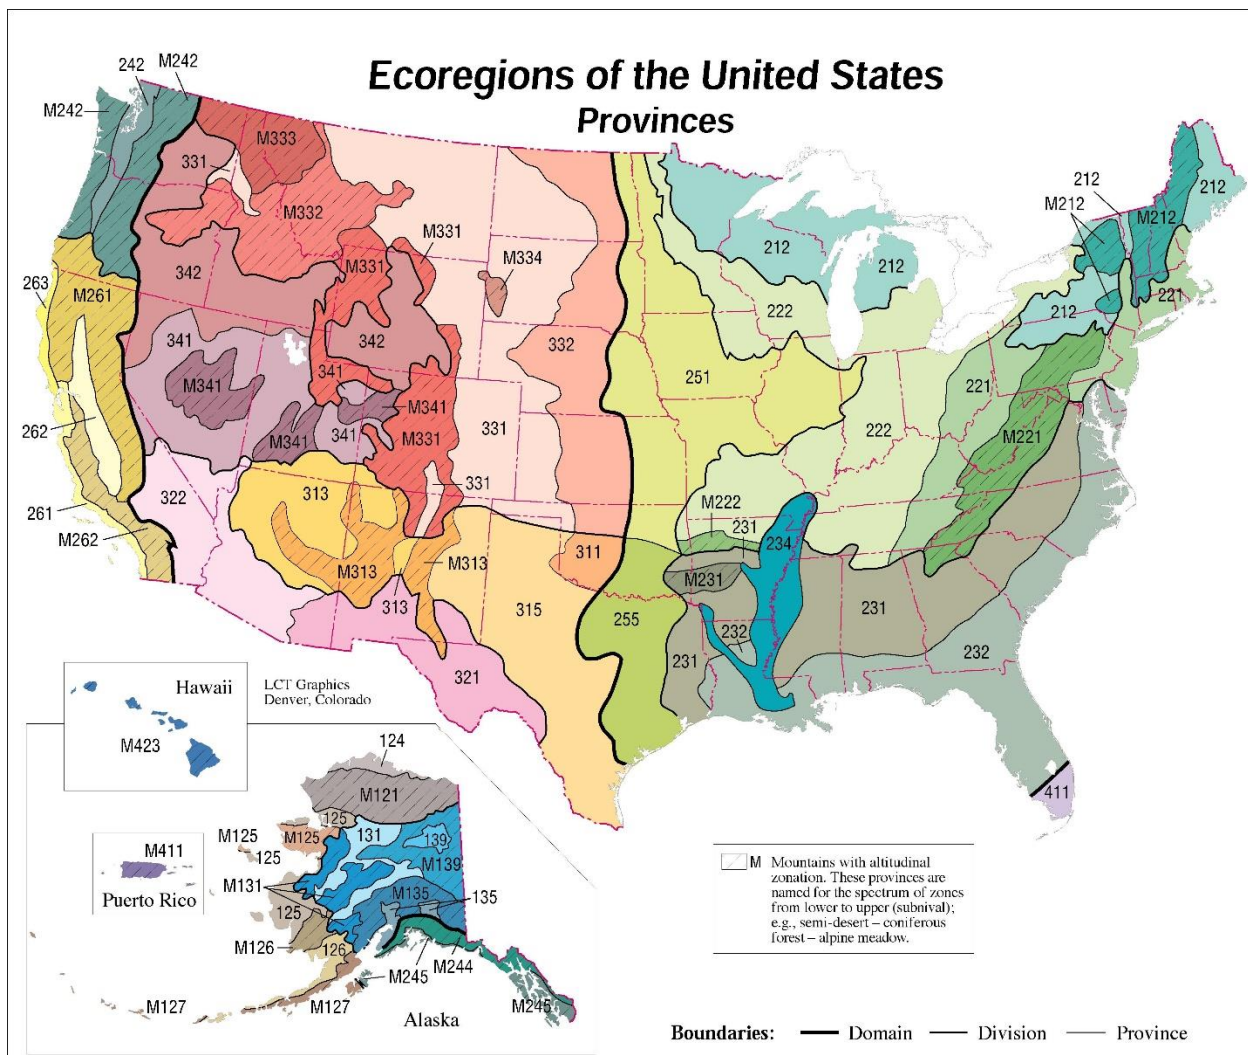 Ecoregions of the United States
Provinces
242
M242
M242
M242
M333
331
M332
M331
M331
M334
342
263
M261
341
342
332
M341
341
M341
M341
341
M331
331
262
331
322
313
261
M262
M313
M313
313
311
315
321
212
212
222
251
222
221
M221
212
M212
212
M212
212
221
M222
231
234
M231
255
231
232
231
232
411
Hawaii
M423
LCT Graphics
Denver, Colorado
124
M121
125
M125
M125
125
131
139
M139
M131
M135
135
125
M126
126
M245
M244
M245
M127
M127
Alaska
M411
Puerto Rico
M Mountains with altitudinal
zonation. These provinces are
named for the spectrum of zones
from lower to upper (subnival);
e.g., semi-desert – coniferous
forest – alpine meadow.
Boundaries: Domain Division Province